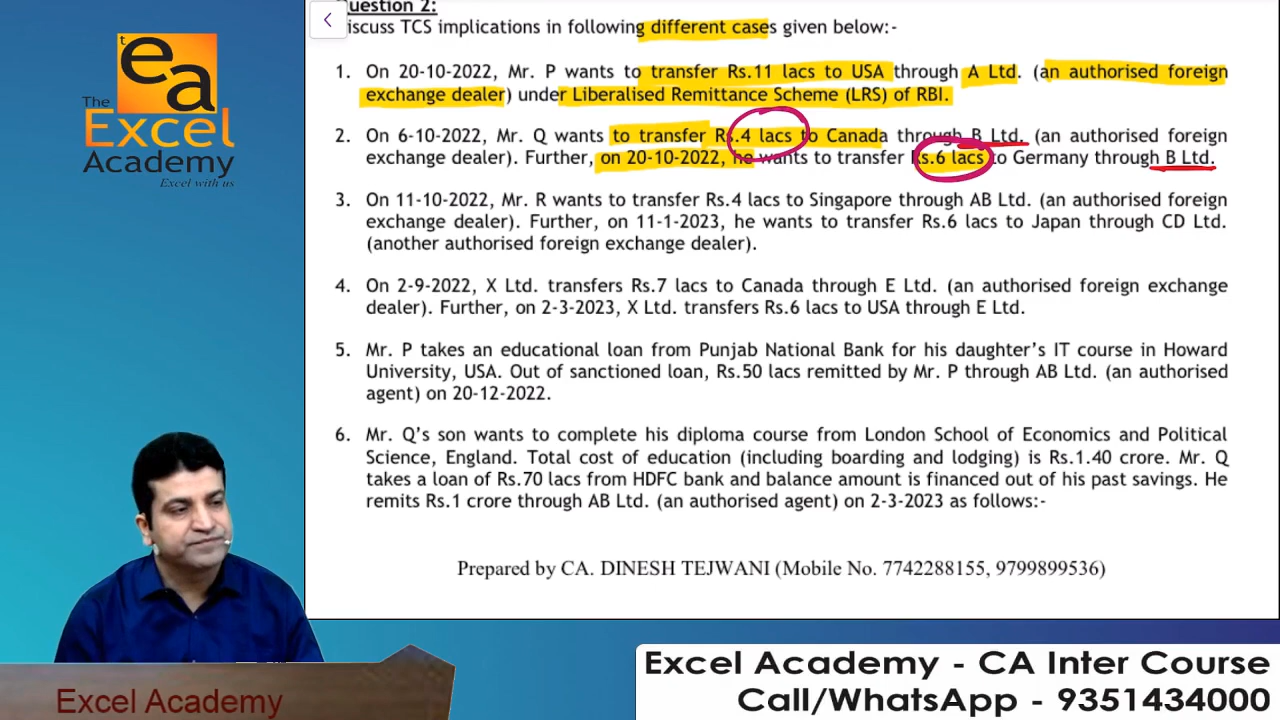 Question 2:
iscuss TCS implications in following different cases given below:-
1. On 20-10-2022, Mr. P wants to transfer Rs.11 lacs to USA through A Ltd. (an authorised foreign
exchange dealer) under Liberalised Remittance Scheme (LRS) of RBI.
2. On 6-10-2022, Mr. Q wants to transfer Rs.4 lacs to Canada through B Ltd. (an authorised foreign
exchange dealer). Further, on 20-10-2022, he wants to transfer Rs.6 lacs to Germany through B Ltd.
3. On 11-10-2022, Mr. R wants to transfer Rs.4 lacs to Singapore through AB Ltd. (an authorised foreign
exchange dealer). Further, on 11-1-2023, he wants to transfer Rs.6 lacs to Japan through CD Ltd.
(another authorised foreign exchange dealer).
4. On 2-9-2022, X Ltd. transfers Rs.7 lacs to Canada through E Ltd. (an authorised foreign exchange
dealer). Further, on 2-3-2023, X Ltd. transfers Rs.6 lacs to USA through E Ltd.
5. Mr. P takes an educational loan from Punjab National Bank for his daughter's IT course in Howard
University, USA. Out of sanctioned loan, Rs.50 lacs remitted by Mr. P through AB Ltd. (an authorised
agent) on 20-12-2022.
6. Mr. Q's son wants to complete his diploma course from London School of Economics and Political
Science, England. Total cost of education (including boarding and lodging) is Rs.1.40 crore. Mr. Q
takes a loan of Rs.70 lacs from HDFC bank and balance amount is financed out of his past savings. He
remits Rs.1 crore through AB Ltd. (an authorised agent) on 2-3-2023 as follows:-
Prepared by CA. DINESH TEJWANI (Mobile No. 7742288155, 9799899536)
t
ea
The
Excel
Academy
Excel with us
Excel Academy
Excel Academy - CA Inter Course
Call/WhatsApp - 9351434000